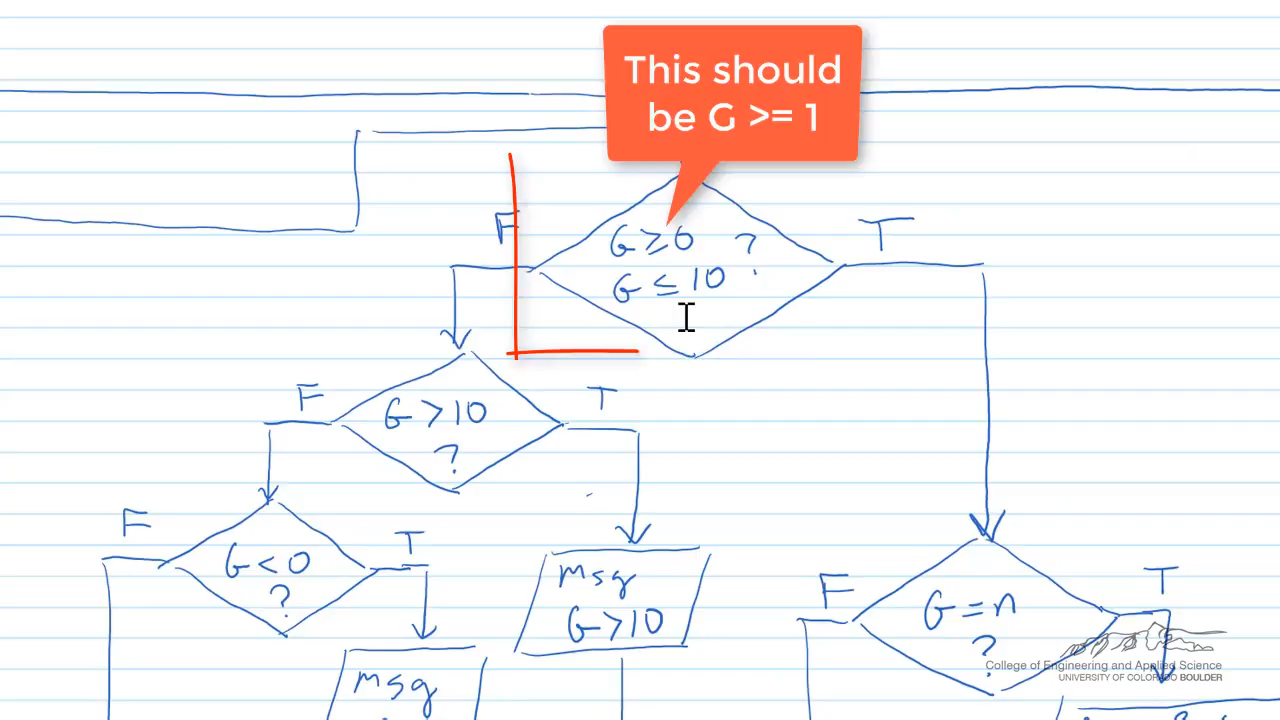 This should
be G >= 1
F
G ≥ 0 ?
G ≤ 10
T
F
G > 10
?
T
F
G < 0
?
T
msg
G > 10
F
G = n
?
T
msg
College of Engineering and Applied Science
UNIVERSITY OF COLORADO BOULDER